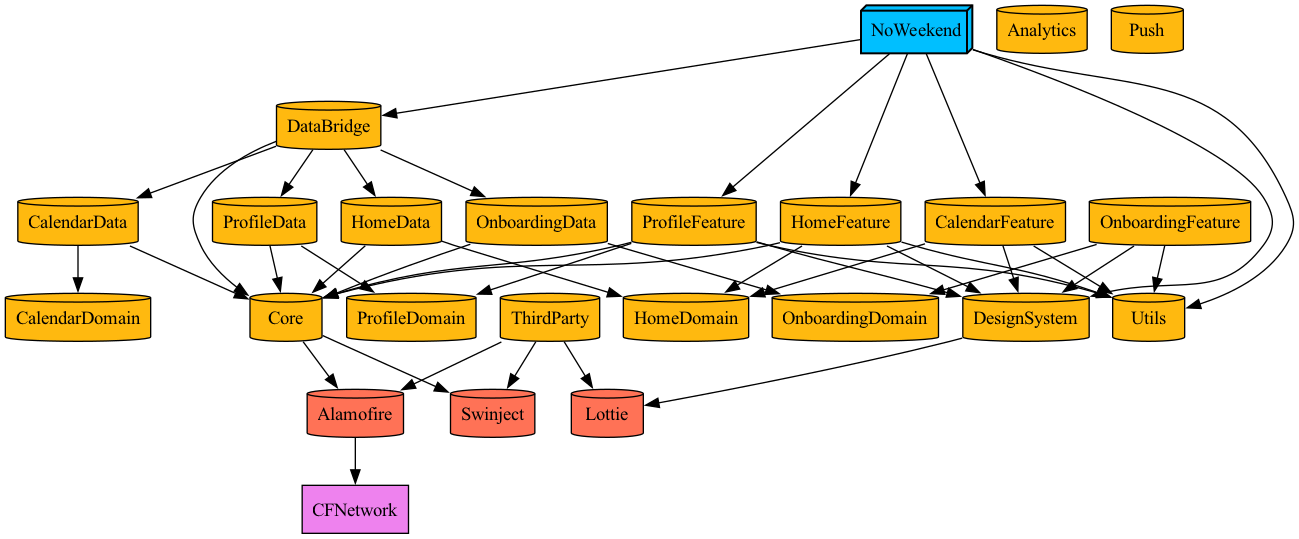 NoWeekend
Analytics
Push
DataBridge
CalendarData
ProfileData
HomeData
OnboardingData
ProfileFeature
HomeFeature
CalendarFeature
OnboardingFeature
CalendarDomain
Core
ProfileDomain
ThirdParty
HomeDomain
OnboardingDomain
DesignSystem
Utils
Alamofire
Swinject
Lottie
CFNetwork